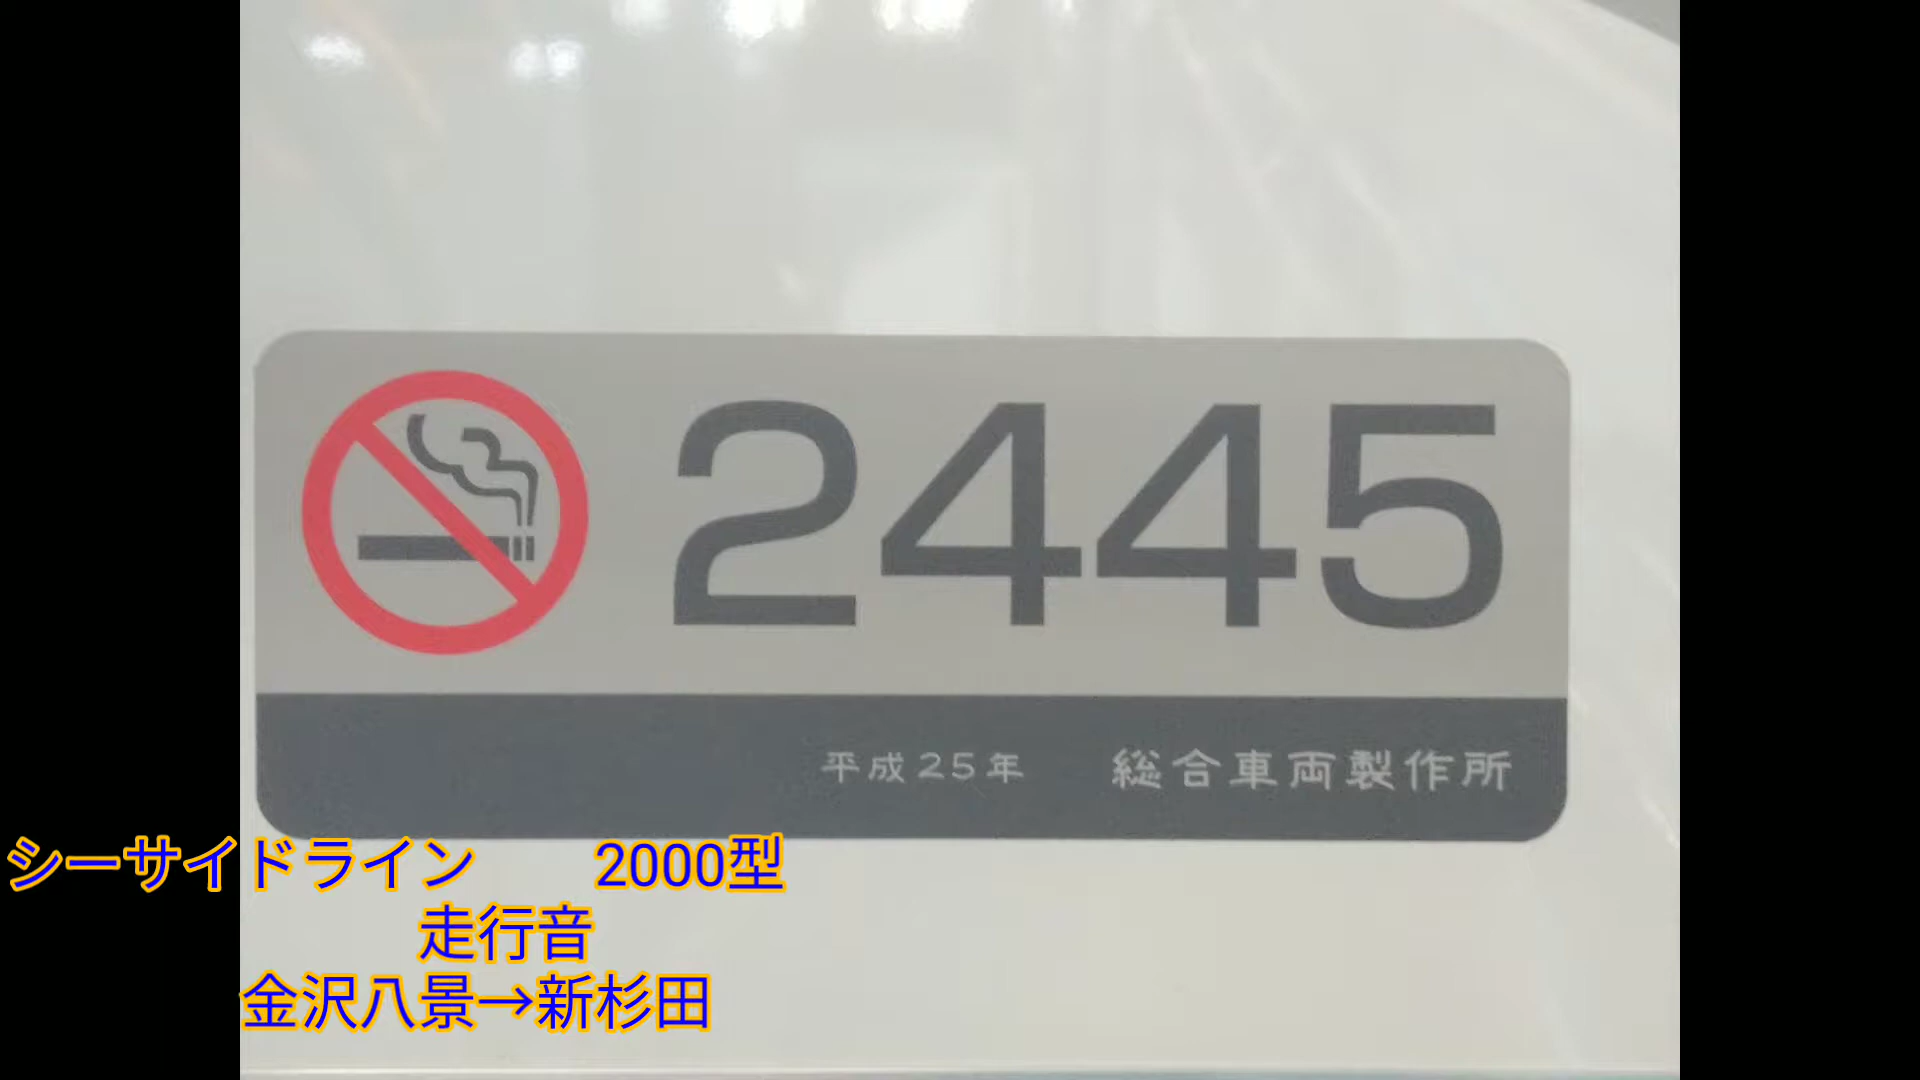 2445
平成25年 総合車両製作所
シーサイドライン 2000型
走行音
金沢八景→新杉田